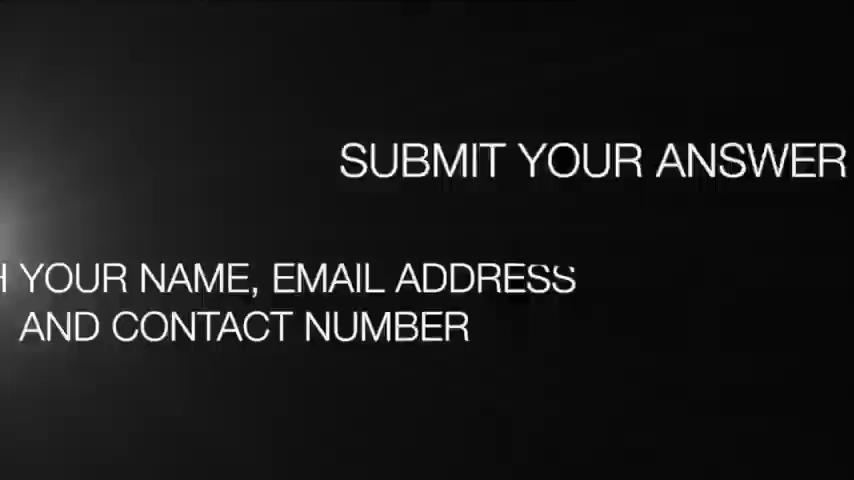 SUBMIT YOUR ANSWER
YOUR NAME, EMAIL ADDRESS
AND CONTACT NUMBER